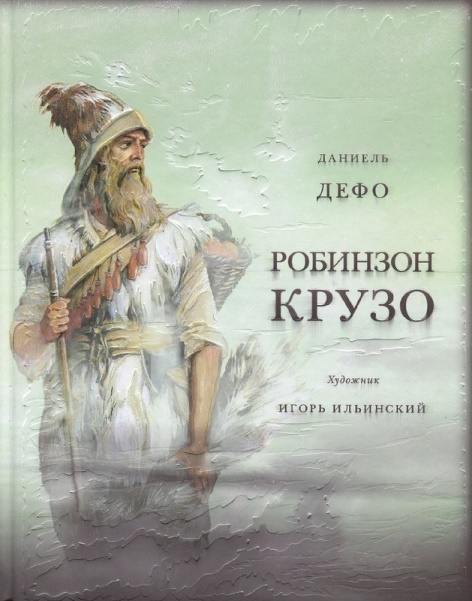 ДАНИЕЛЬ
ДЕФО
РОБИНЗОН
КРУЗО
Художник
ИГОРЬ ИЛЬИНСКИЙ